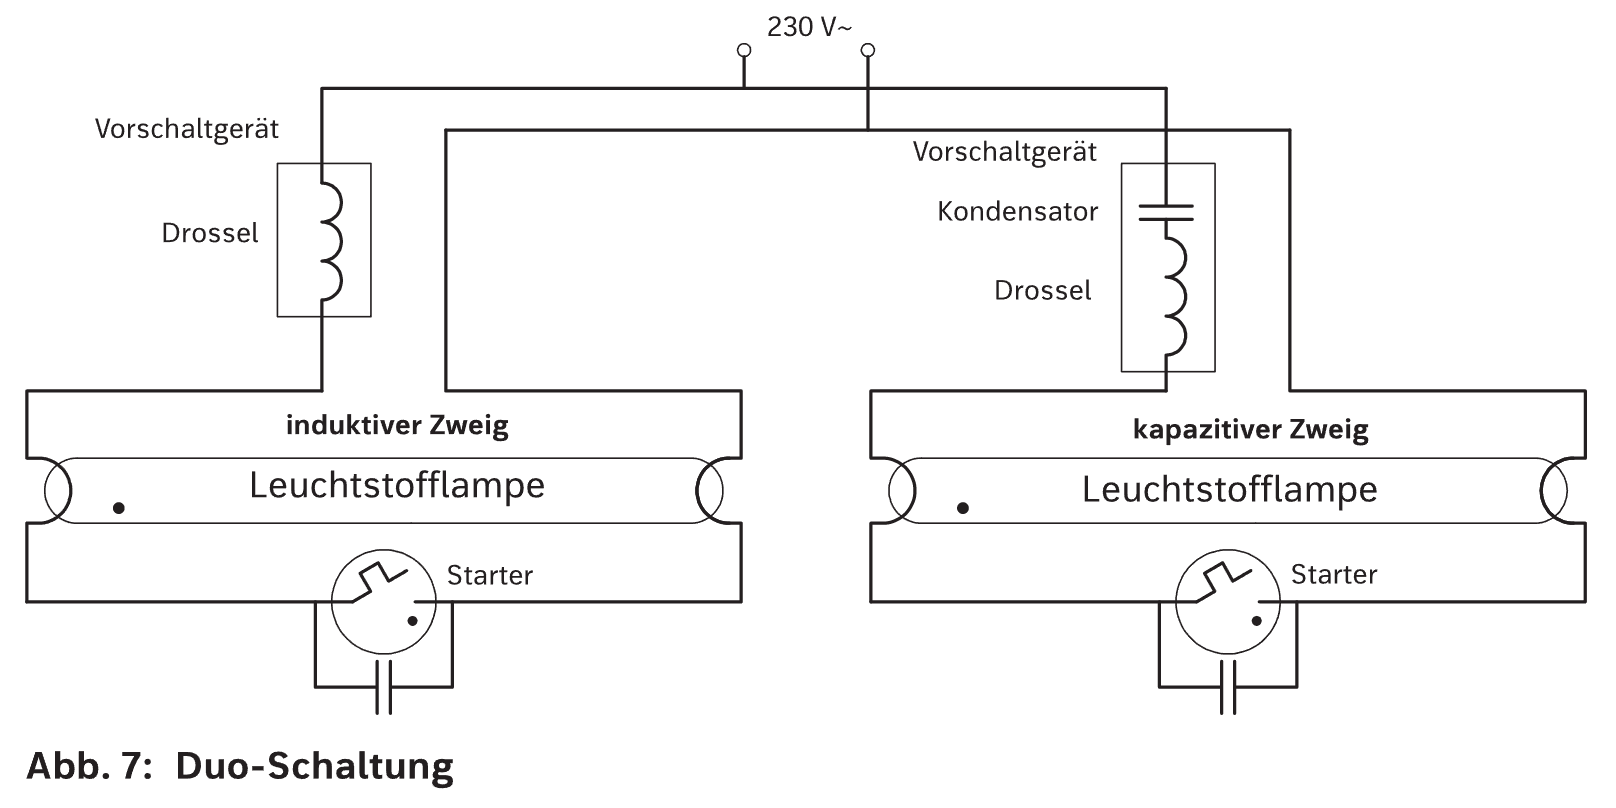 230 V~
Vorschaltgerät
Vorschaltgerät
Kondensator
Drossel
Drossel
induktiver Zweig
kapazitiver Zweig
Leuchtstofflampe
Leuchtstofflampe
Starter
Starter
Abb. 7: Duo-Schaltung